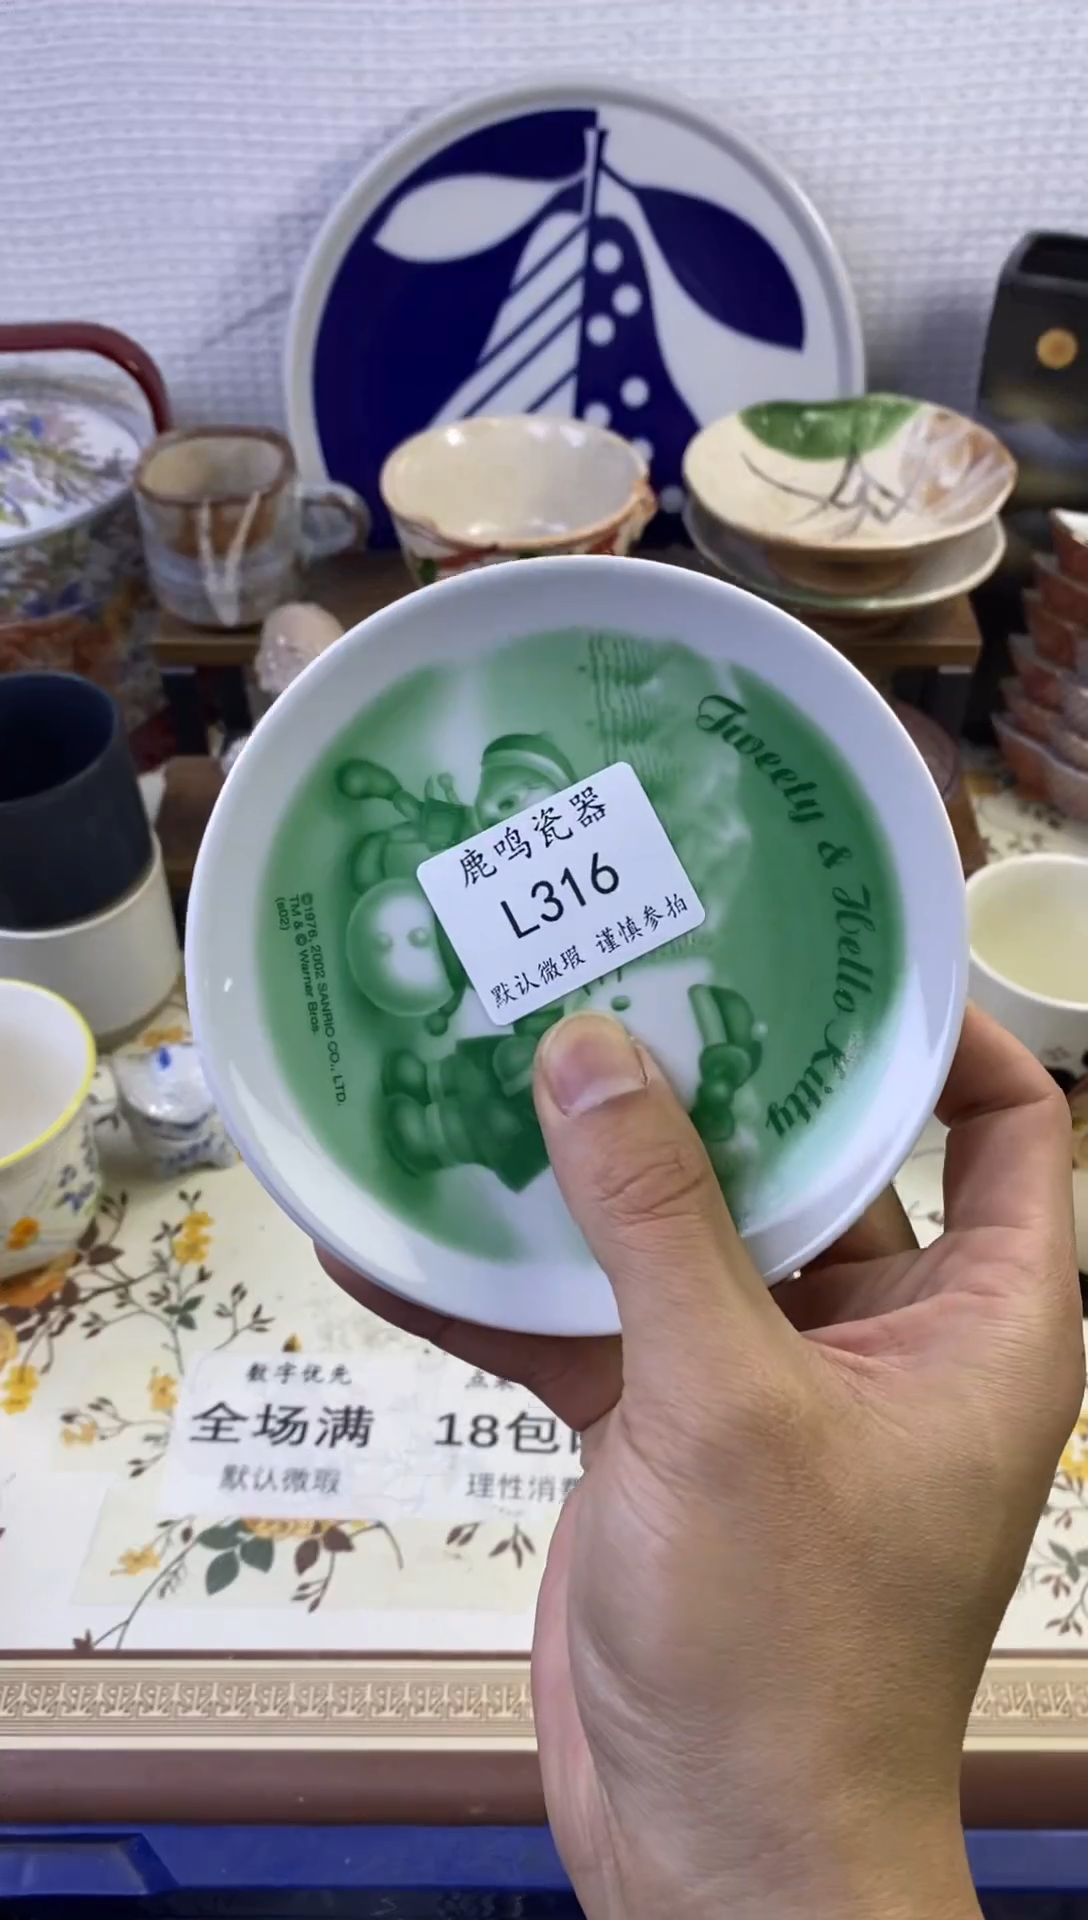 Tweety & Hello Kitty
鹿鸣瓷器
L316
默认微瑕 谨慎参拍
©1976, 2002 SANRIO CO., LTD.
TM & © Warner Bros.
(s02)
数字优先
全场满
默认微瑕
18包
理性消费